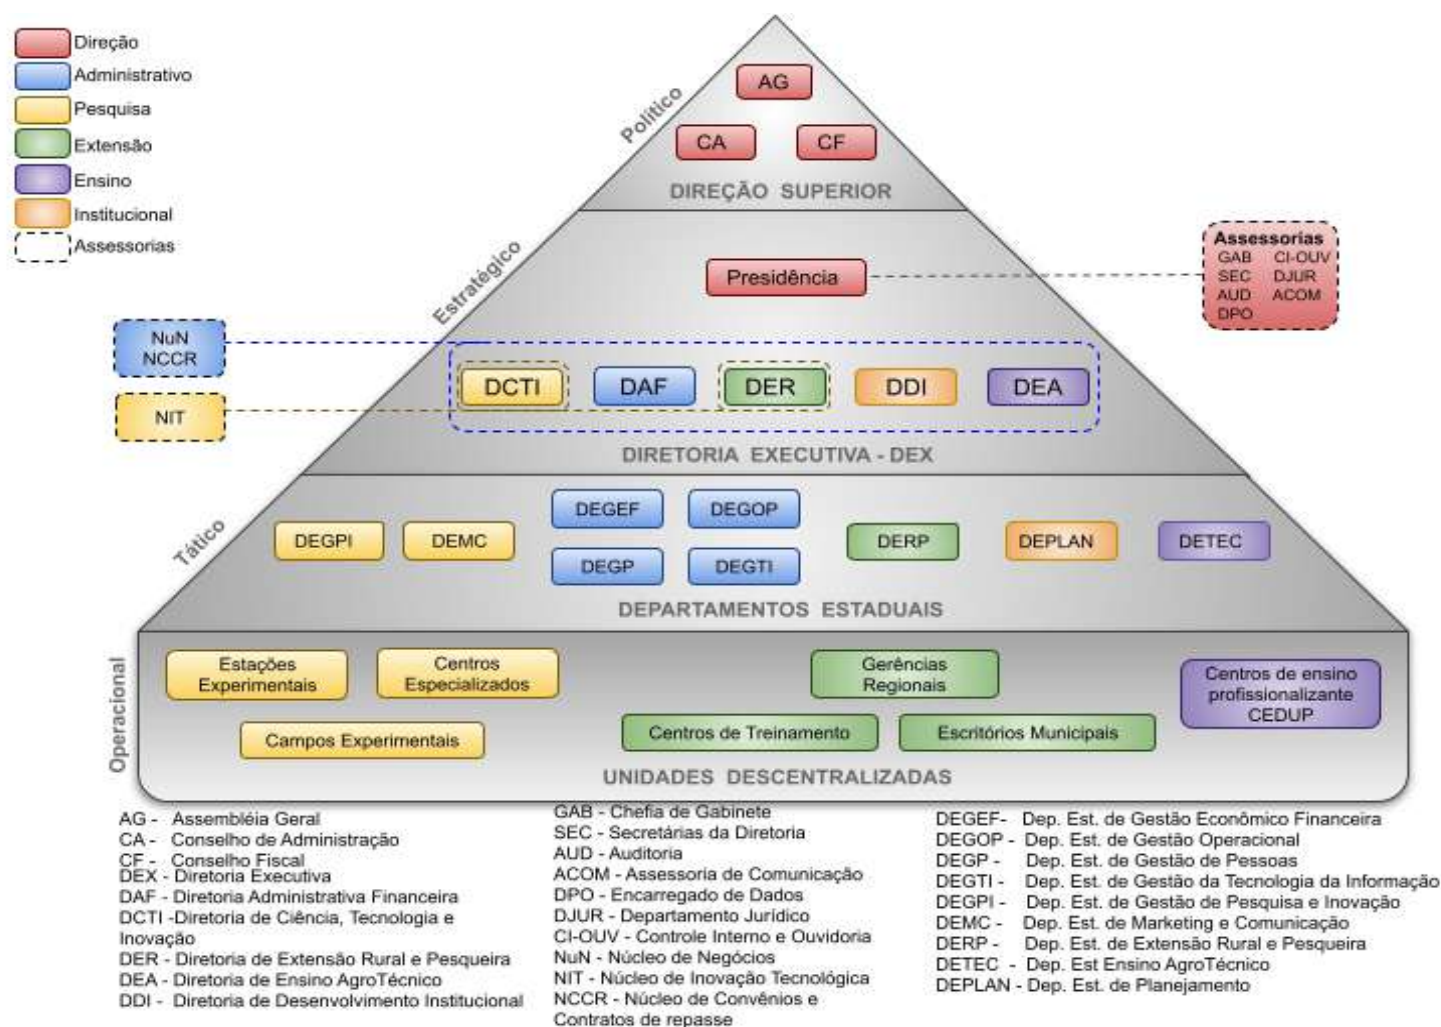 Direção
Administrativo
Pesquisa
Extensão
Ensino
Institucional
Assessorias
Político
AG
CA
CF
DIREÇÃO SUPERIOR
Estratégico
Presidência
Assessorias
GAB CI-OUV
SEC DJUR
AUD ACOM
DPO
NuN
NCCR
NIT
DCTI
DAF
DER
DDI
DEA
DIRETORIA EXECUTIVA - DEX
Tático
DEGPI
DEMC
DEGEF
DEGOP
DEGP
DEGTI
DERP
DEPLAN
DETEC
DEPARTAMENTOS ESTADUAIS
Operacional
Estações
Experimentais
Centros
Especializados
Campos Experimentais
Gerências
Regionais
Centros de Treinamento
Escritórios Municipais
Centros de ensino
profissionalizante
CEDUP
UNIDADES DESCENTRALIZADAS
AG - Assembléia Geral
CA - Conselho de Administração
CF - Conselho Fiscal
DEX - Diretoria Executiva
DAF - Diretoria Administrativa Financeira
DCTI -Diretoria de Ciência, Tecnologia e
Inovação
DER - Diretoria de Extensão Rural e Pesqueira
DEA - Diretoria de Ensino AgroTécnico
DDI - Diretoria de Desenvolvimento Institucional
GAB - Chefia de Gabinete
SEC - Secretárias da Diretoria
AUD - Auditoria
ACOM - Assessoria de Comunicação
DPO - Encarregado de Dados
DJUR - Departamento Jurídico
CI-OUV - Controle Interno e Ouvidoria
NuN - Núcleo de Negócios
NIT - Núcleo de Inovação Tecnológica
NCCR - Núcleo de Convênios e
Contratos de repasse
DEGEF- Dep. Est. de Gestão Econômico Financeira
DEGOP - Dep. Est. de Gestão Operacional
DEGP - Dep. Est. de Gestão de Pessoas
DEGTI - Dep. Est. de Gestão da Tecnologia da Informação
DEGPI - Dep. Est. de Gestão de Pesquisa e Inovação
DEMC - Dep. Est. de Marketing e Comunicação
DERP - Dep. Est. de Extensão Rural e Pesqueira
DETEC - Dep. Est Ensino AgroTécnico
DEPLAN - Dep. Est. de Planejamento